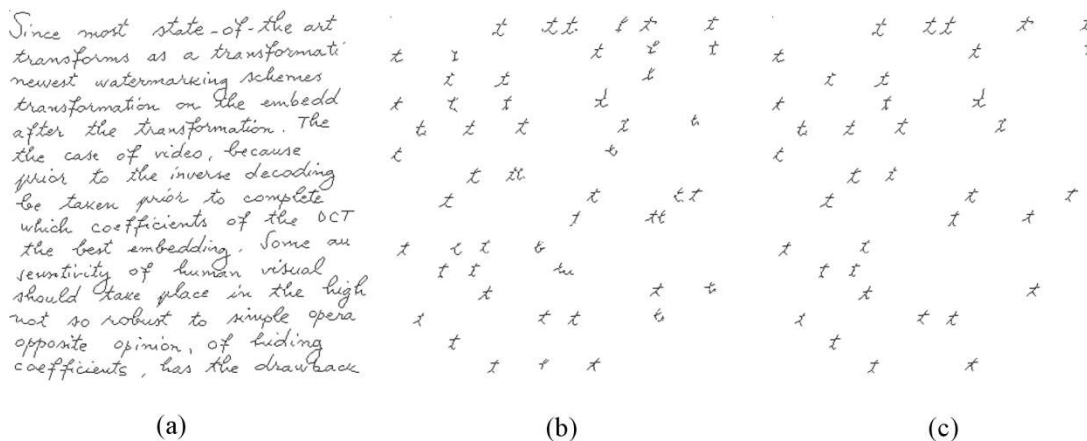 Since most state-of-the art
transforms as a transformati
newest watermarking schemes
transformation on the embedd
after the transformation. The
the case of video, because
prior to the inverse decoding
be taken prior to complete
which coefficients of the DCT
the best embedding. Some au
sensitivity of human visual
should take place in the high
not so robust to simple opera
opposite opinion, of hiding
coefficients, has the drawback
(a)
(b)
(c)